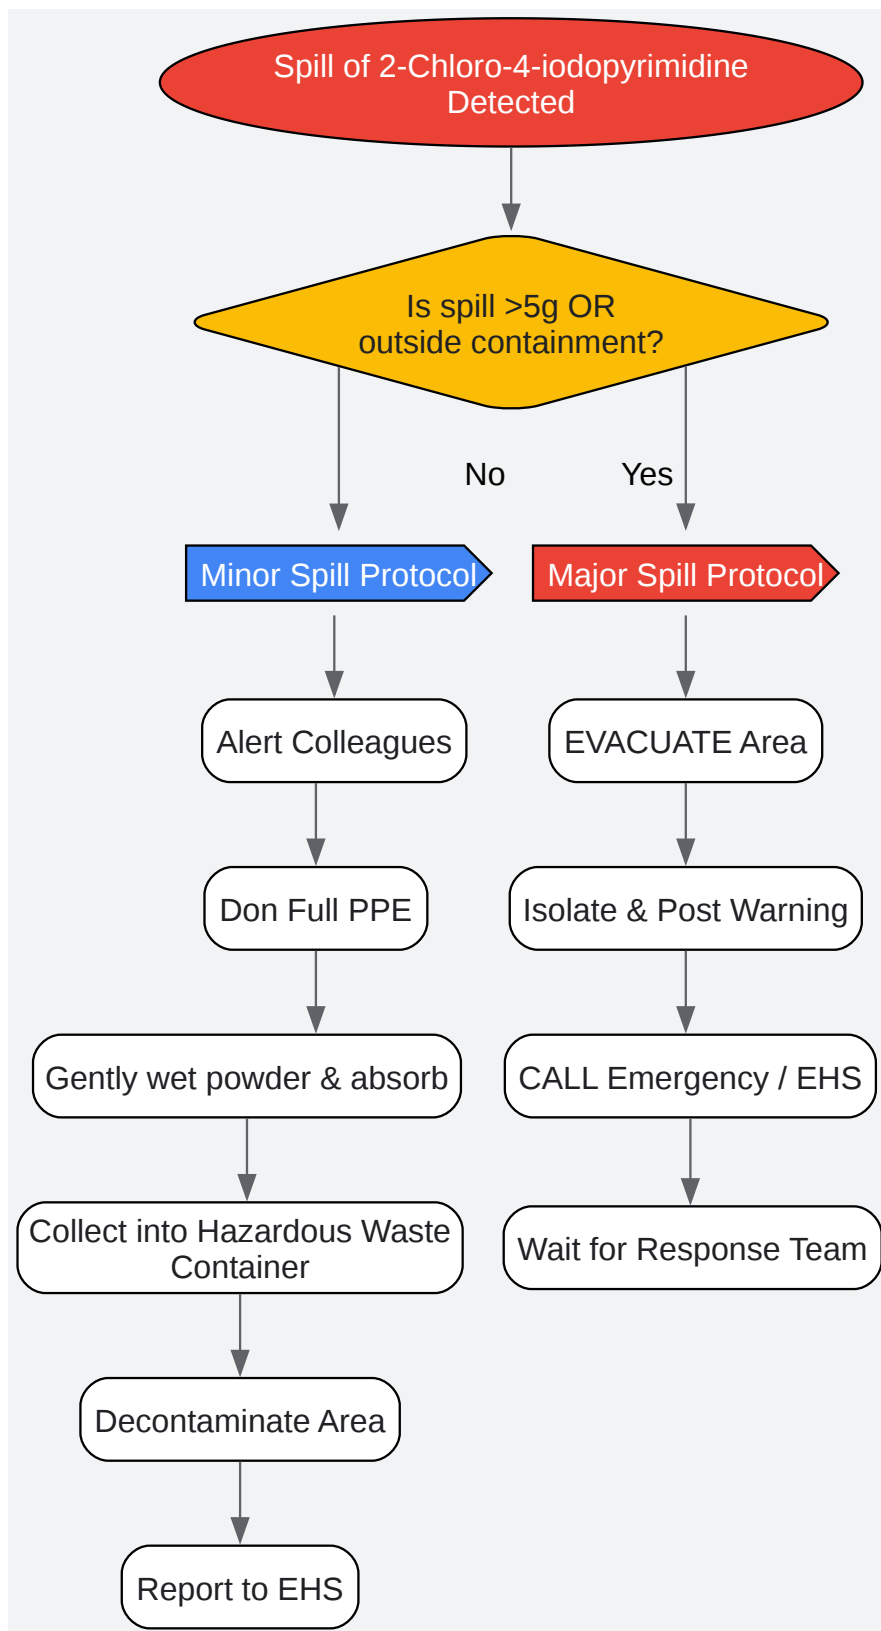 Spill of 2-Chloro-4-iodopyrimidine
Detected
Is spill >5g OR
outside containment?
No
Yes
Minor Spill Protocol
Major Spill Protocol
Alert Colleagues
EVACUATE Area
Don Full PPE
Isolate & Post Warning
Gently wet powder & absorb
CALL Emergency / EHS
Collect into Hazardous Waste
Container
Wait for Response Team
Decontaminate Area
Report to EHS